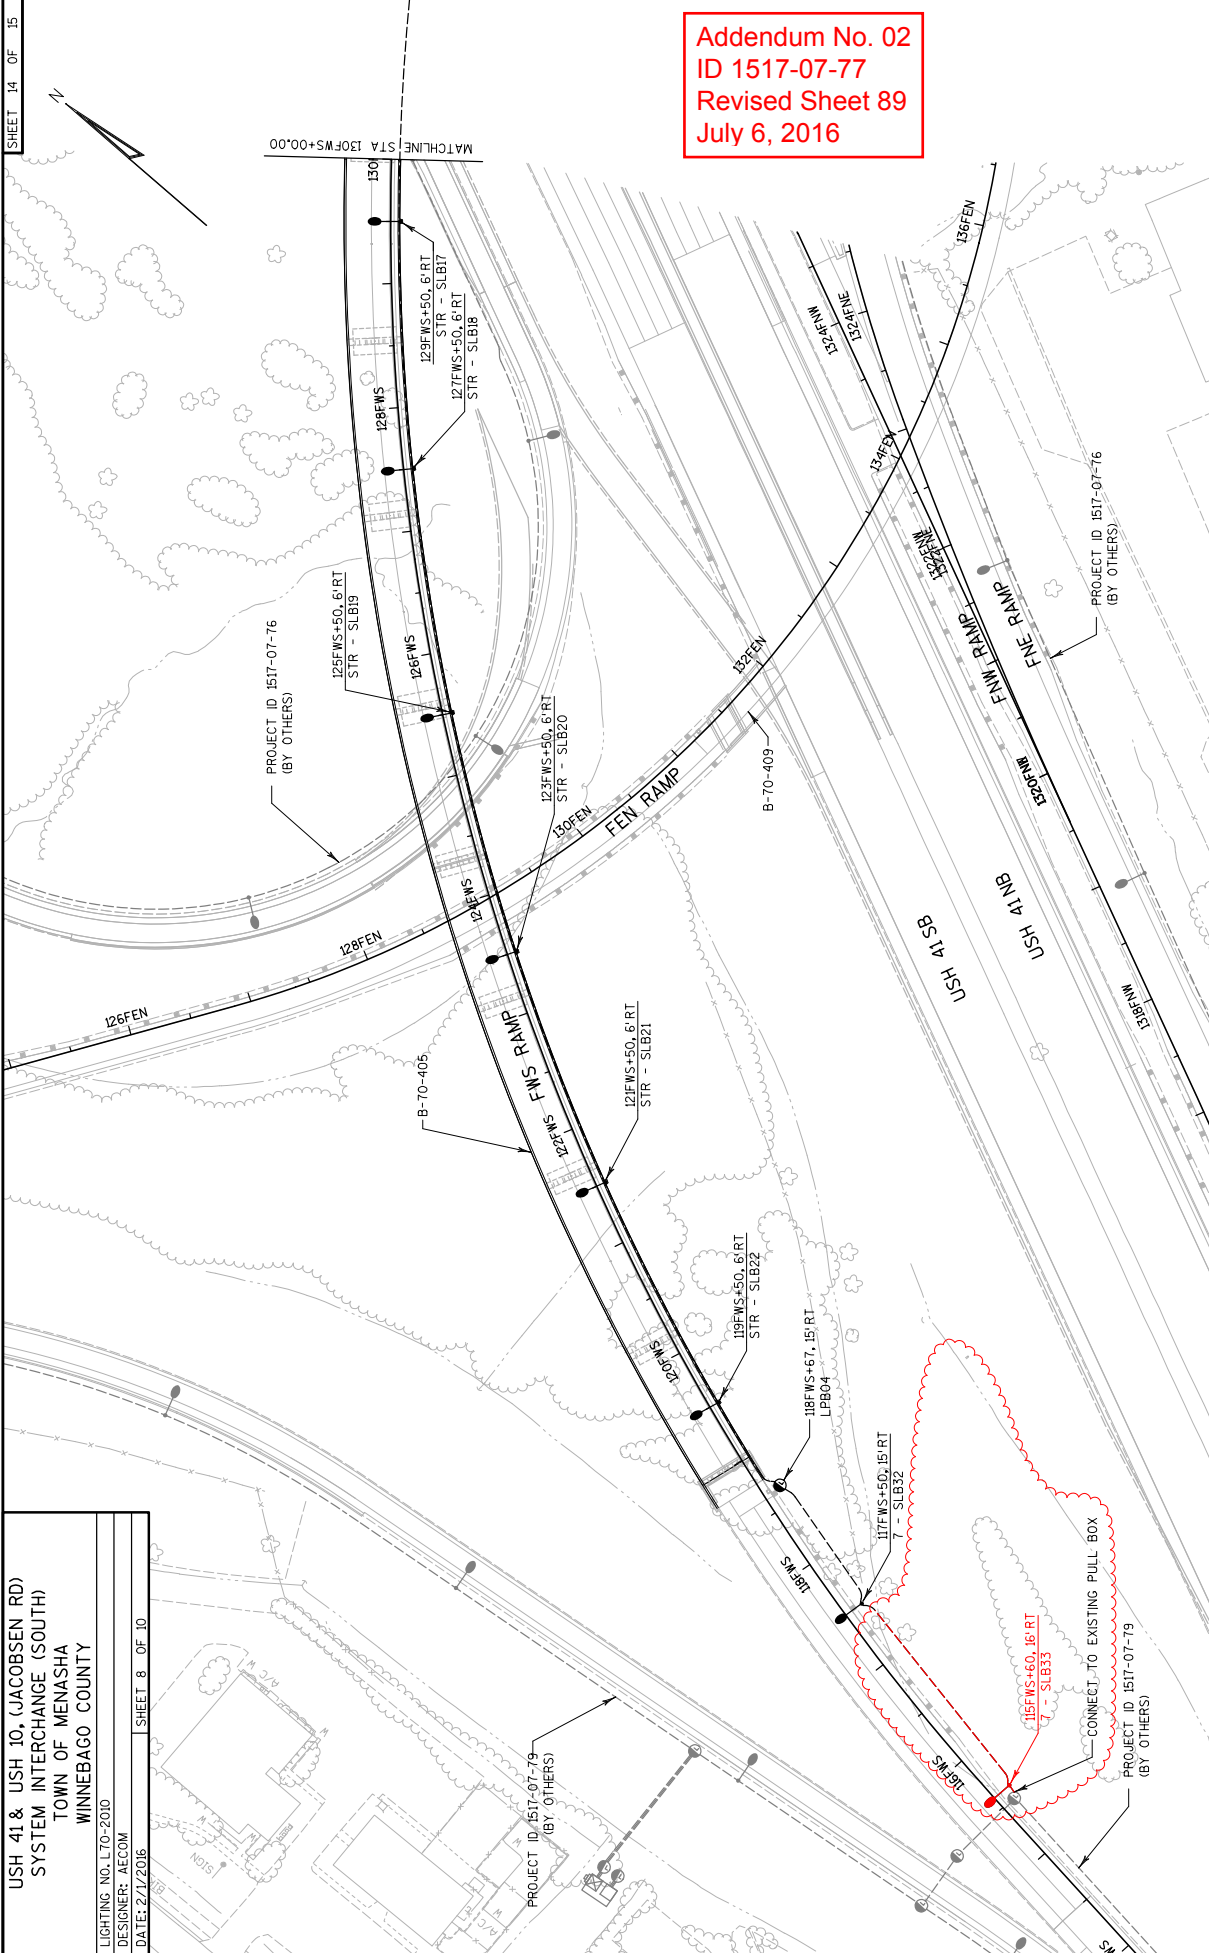 SHEET 14 OF 15
N
Addendum No. 02
ID 1517-07-77
Revised Sheet 89
July 6, 2016
MATCHLINE STA 130FWS+00.00
130
129FWS+50, 6' RT
STR - SLB17
127FWS+50, 6' RT
STR - SLB18
128FWS
136FEN
1324FNW
1324FNE
134FEN
1322FNW
1322FNE
PROJECT ID 1517-07-76
(BY OTHERS)
FNW RAMP
FNE RAMP
125FWS+50, 6' RT
STR - SLB19
126FWS
PROJECT ID 1517-07-76
(BY OTHERS)
132FEN
123FWS+50, 6' RT
STR - SLB20
B-70-409
1320FNW
130FEN
FEN RAMP
124FWS
128FEN
126FEN
USH 41 SB
USH 41 NB
1318FNW
FWS RAMP
B-70-405
121FWS+50, 6' RT
STR - SLB21
122FWS
119FWS+50, 6' RT
STR - SLB22
120FWS
118FWS+67, 15' RT
LPB04
117FWS+50, 15' RT
7 - SLB32
118FWS
115FWS+60, 16' RT
7 - SLB33
CONNECT TO EXISTING PULL BOX
PROJECT ID 1517-07-79
(BY OTHERS)
116FWS
PROJECT ID 1517-07-79
(BY OTHERS)
WS
A/C W
W
SIGN
BIT
A/C W
W
W
USH 41 & USH 10, (JACOBSEN RD)
SYSTEM INTERCHANGE (SOUTH)
TOWN OF MENASHA
WINNEBAGO COUNTY
LIGHTING NO. L70-2010
DESIGNER: AECOM
DATE: 2/1/2016
SHEET 8 OF 10